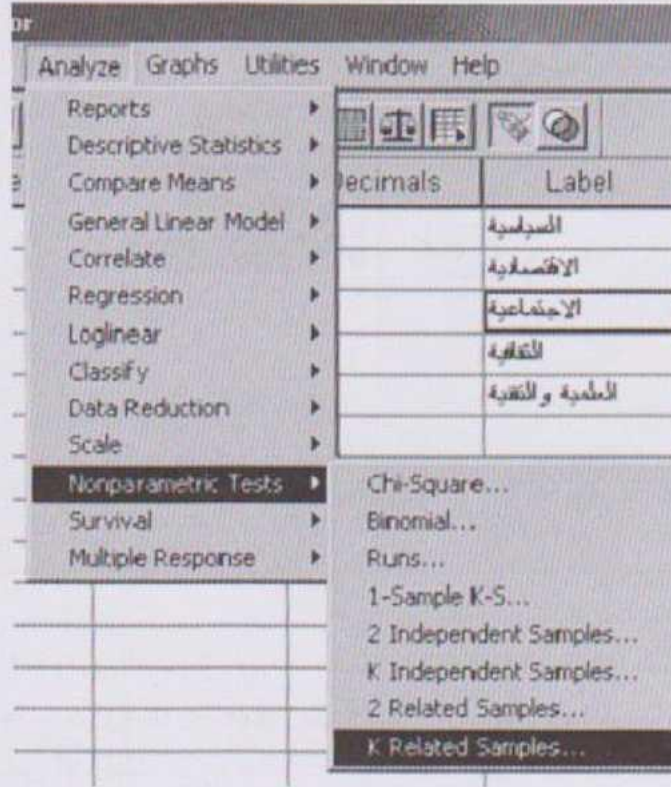 or
Analyze Graphs Utilities Window Help
Reports
Descriptive Statistics
Compare Means
General Linear Model
Correlate
Regression
Loglinear
Classify
Data Reduction
Scale
Nonparametric Tests
Survival
Multiple Response
Decimals Label
السياسية
الاقتصادية
الاجتماعية
الثقافية
العلمية و التقنية
Chi-Square...
Binomial...
Runs...
1-Sample K-S...
2 Independent Samples...
K Independent Samples...
2 Related Samples...
K Related Samples...